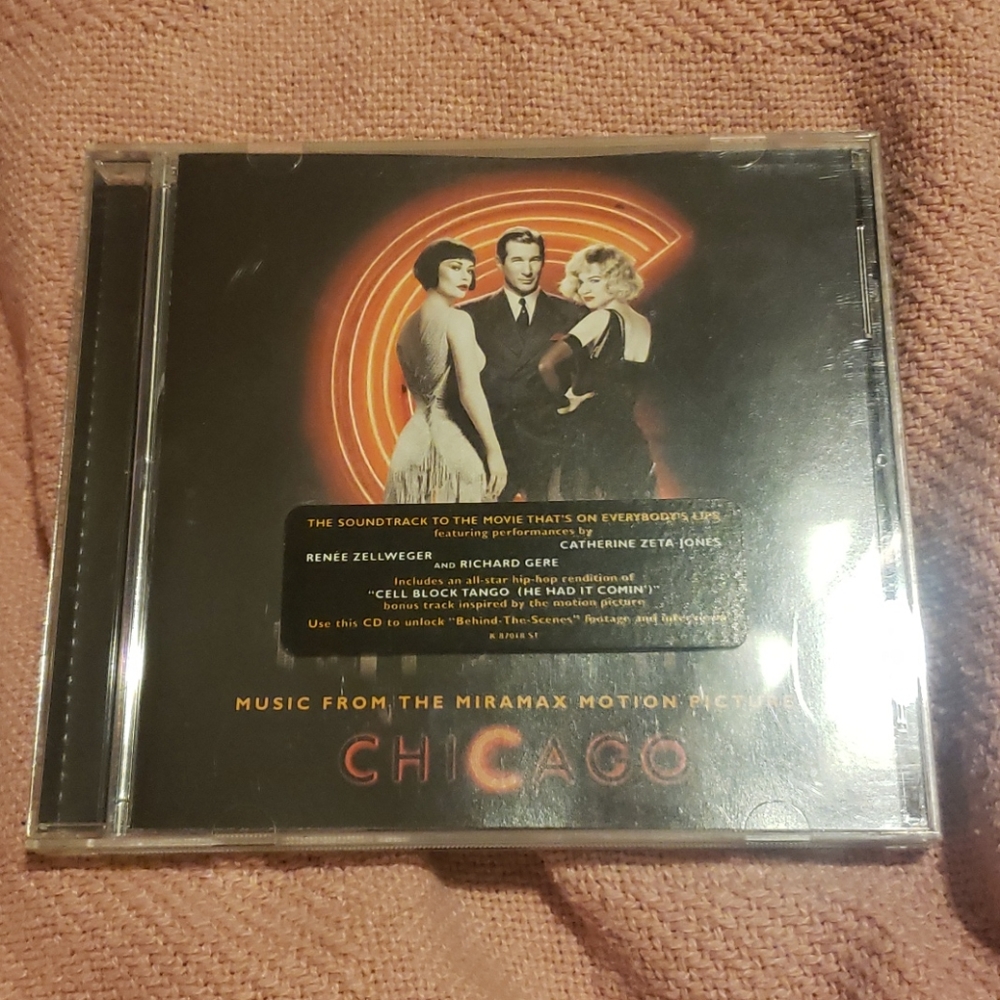 THE SOUNDTRACK TO THE MOVIE THAT'S ON EVERYBODY'S LIPS
featuring performances by
CATHERINE ZETA-JONES
RENÉE ZELLWEGER
AND RICHARD GERE
Includes an all-star hip-hop rendition of
"CELL BLOCK TANGO (HE HAD IT COMIN')"
bonus track inspired by the motion picture
Use this CD to unlock "Behind-The-Scenes" footage and interviews
MUSIC FROM THE MIRAMAX MOTION PICTURE
CHICAGO